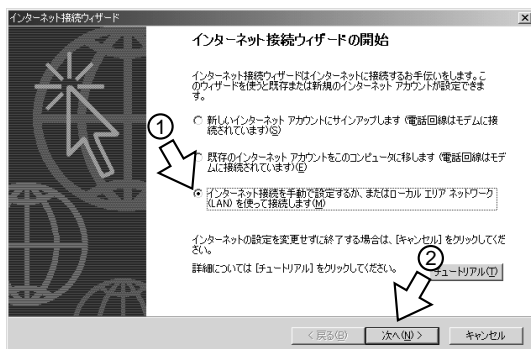 インターネット接続ウィザード
インターネット接続ウィザードの開始
インターネット接続ウィザードはインターネットに接続するお手伝いをします。こ
のウィザードを使うと既存または新規のインターネット アカウントが設定できま
す。
①
新しいインターネット アカウントにサインアップします (電話回線はモデムに接
続されています)(S)
既存のインターネット アカウントをこのコンピュータに移します (電話回線はモデ
ムに接続されています)(E)
インターネット接続を手動で設定するか、またはローカル エリア ネットワーク
(LAN) を使って接続します(M)
インターネットの設定を変更せずに終了する場合は、[キャンセル] をクリックしてくだ
さい。
詳細については [チュートリアル] をクリックしてください。
②
チュートリアル(T)
< 戻る(B)
次へ(N) >
キャンセル